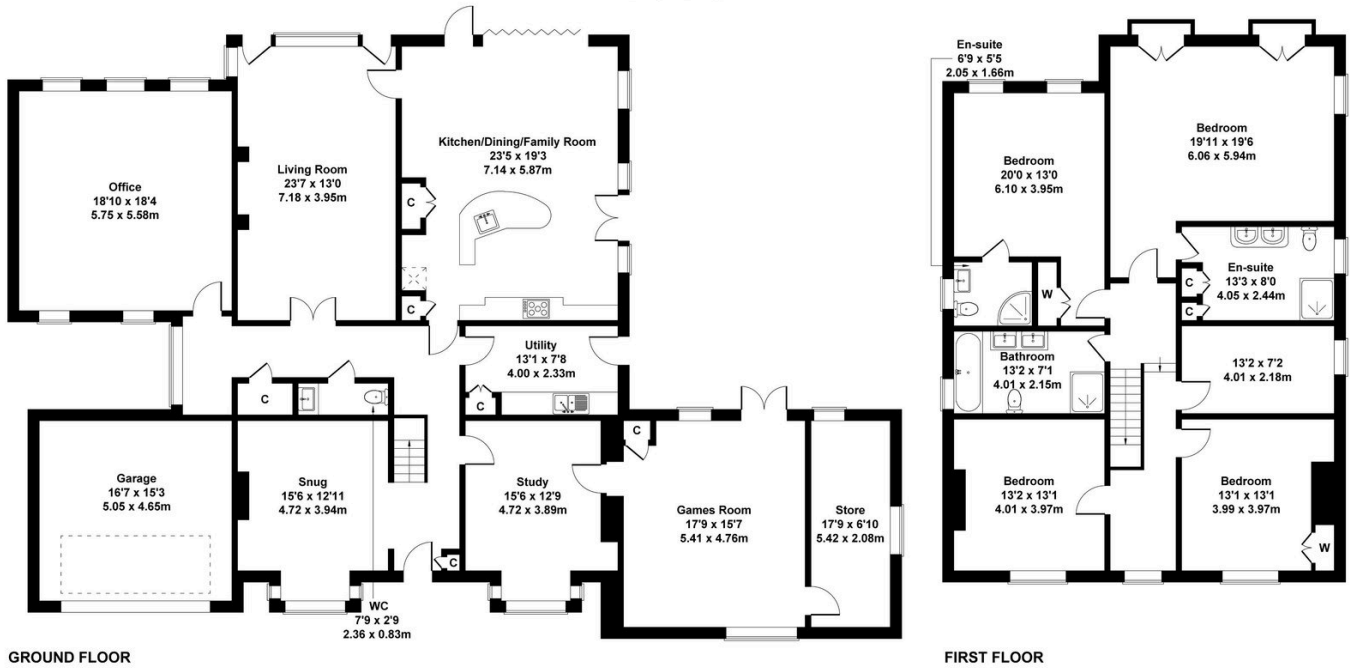 Office
18'10 x 18'4
5.75 x 5.58m
Living Room
23'7 x 13'0
7.18 x 3.95m
Kitchen/Dining/Family Room
23'5 x 19'3
7.14 x 5.87m
C
C
Utility
13'1 x 7'8
4.00 x 2.33m
C
C
Garage
16'7 x 15'3
5.05 x 4.65m
Snug
15'6 x 12'11
4.72 x 3.94m
Study
15'6 x 12'9
4.72 x 3.89m
C
Games Room
17'9 x 15'7
5.41 x 4.76m
Store
17'9 x 6'10
5.42 x 2.08m
C
WC
7'9 x 2'9
2.36 x 0.83m
GROUND FLOOR
En-suite
6'9 x 5'5
2.05 x 1.66m
Bedroom
20'0 x 13'0
6.10 x 3.95m
Bedroom
19'11 x 19'6
6.06 x 5.94m
W
En-suite
13'3 x 8'0
4.05 x 2.44m
C
C
Bathroom
13'2 x 7'1
4.01 x 2.15m
13'2 x 7'2
4.01 x 2.18m
Bedroom
13'2 x 13'1
4.01 x 3.97m
Bedroom
13'1 x 13'1
3.99 x 3.97m
W
FIRST FLOOR